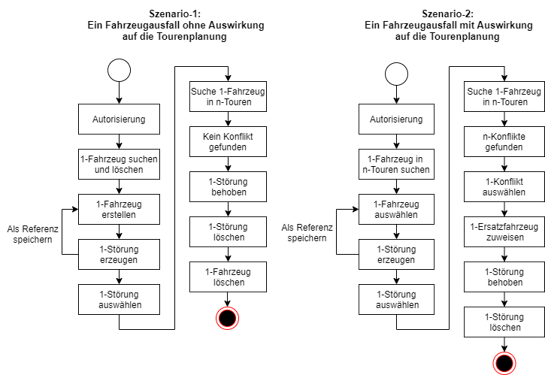 Szenario-1:
Ein Fahrzeugausfall ohne Auswirkung
auf die Tourenplanung
Autorisierung
1-Fahrzeug suchen
und löschen
1-Fahrzeug
erstellen
Als Referenz
speichern
1-Störung
erzeugen
1-Störung
auswählen
Suche 1-Fahrzeug
in n-Touren
Kein Konflikt
gefunden
1-Störung
behoben
1-Störung
löschen
1-Fahrzeug
löschen
Szenario-2:
Ein Fahrzeugausfall mit Auswirkung
auf die Tourenplanung
Autorisierung
1-Fahrzeug in
n-Touren suchen
1-Fahrzeug
auswählen
Als Referenz
speichern
1-Störung
erzeugen
1-Störung
auswählen
Suche 1-Fahrzeug
in n-Touren
n-Konflikte
gefunden
1-Konflikt
auswählen
1-Ersatzfahrzeug
zuweisen
1-Störung
behoben
1-Störung
löschen